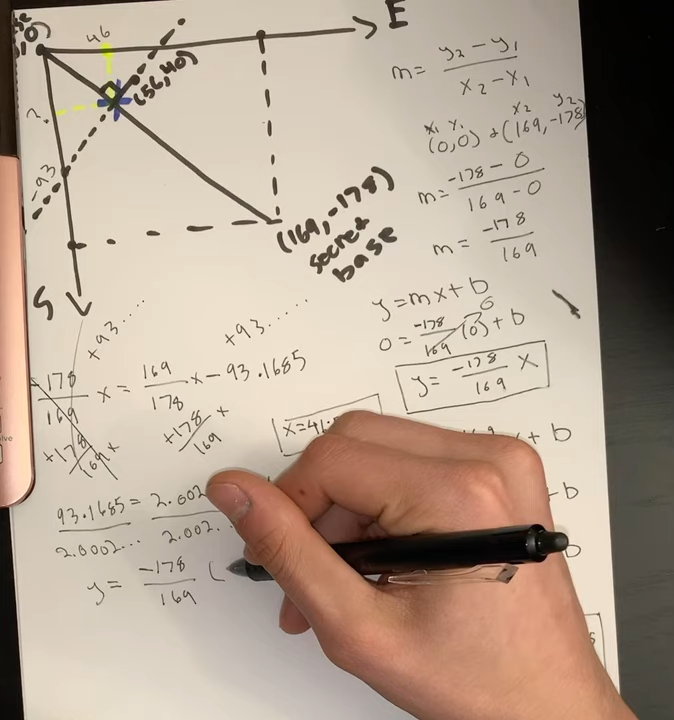 E
46
(56,40)
-93
(169,-178)
secret
base
S
m = y₂-y₁ / x₂-x₁
x₁ y₁ x₂ y₂
(0,0) + (169,-178)
m = -178-0 / 169-0
m = -178 / 169
y=mx+b
0 = -178/169 (0) + b
0
y = -178/169 x
+93.... +93.....
-178/169 x = 169/178 x - 93.1685
+178/169 x +178/169 x
x=41.
+ b
b
b
93.1685 / 2.0002... = 2.002 / 2.002..
y = -178/169 (